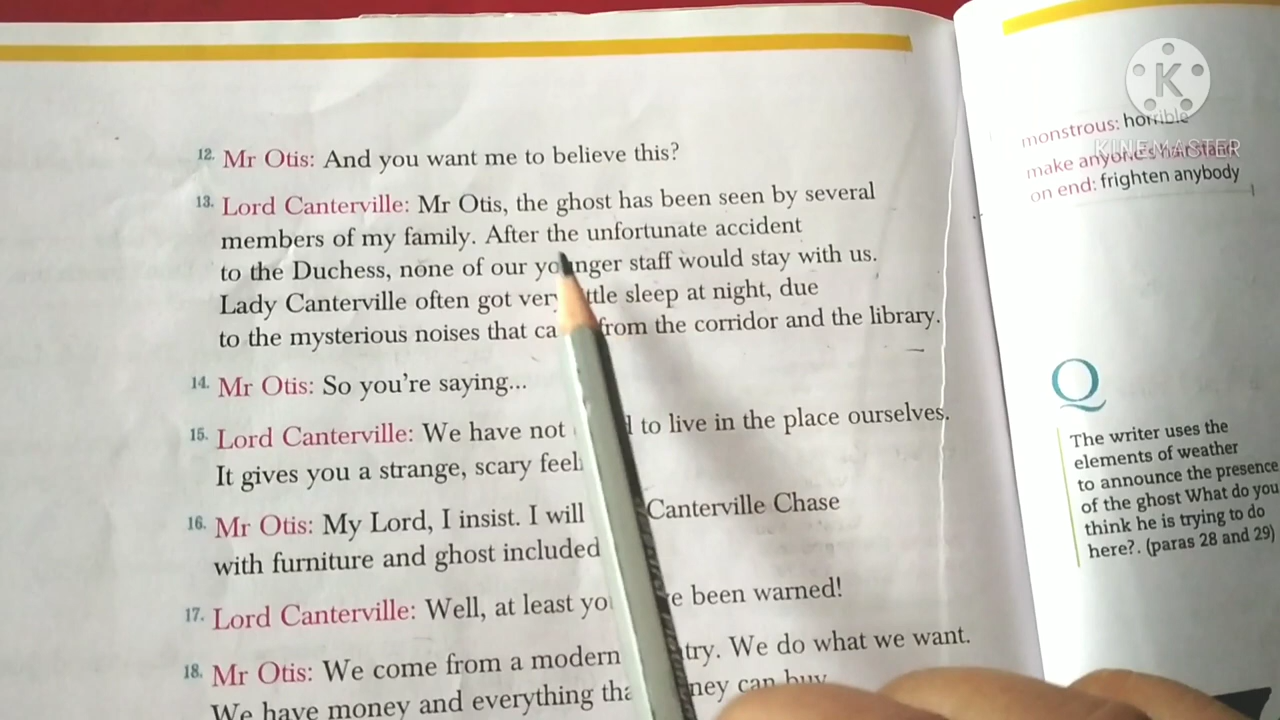 12. Mr Otis: And you want me to believe this?
13. Lord Canterville: Mr Otis, the ghost has been seen by several
members of my family. After the unfortunate accident
to the Duchess, none of our younger staff would stay with us.
Lady Canterville often got very little sleep at night, due
to the mysterious noises that ca from the corridor and the library.
14. Mr Otis: So you're saying...
15. Lord Canterville: We have not to live in the place ourselves.
It gives you a strange, scary
16. Mr Otis: My Lord, I insist. I will Canterville Chase
with furniture and ghost included
17. Lord Canterville: Well, at least been warned!
18. Mr Otis: We come from a modern We do what we want.
We have money and everything can buy
monstrous: horrible
make anyone's hair stand
on end: frighten anybody
K
KINEMASTER
Q
The writer uses the
elements of weather
to announce the presence
of the ghost What do you
think he is trying to do
here?. (paras 28 and 29)